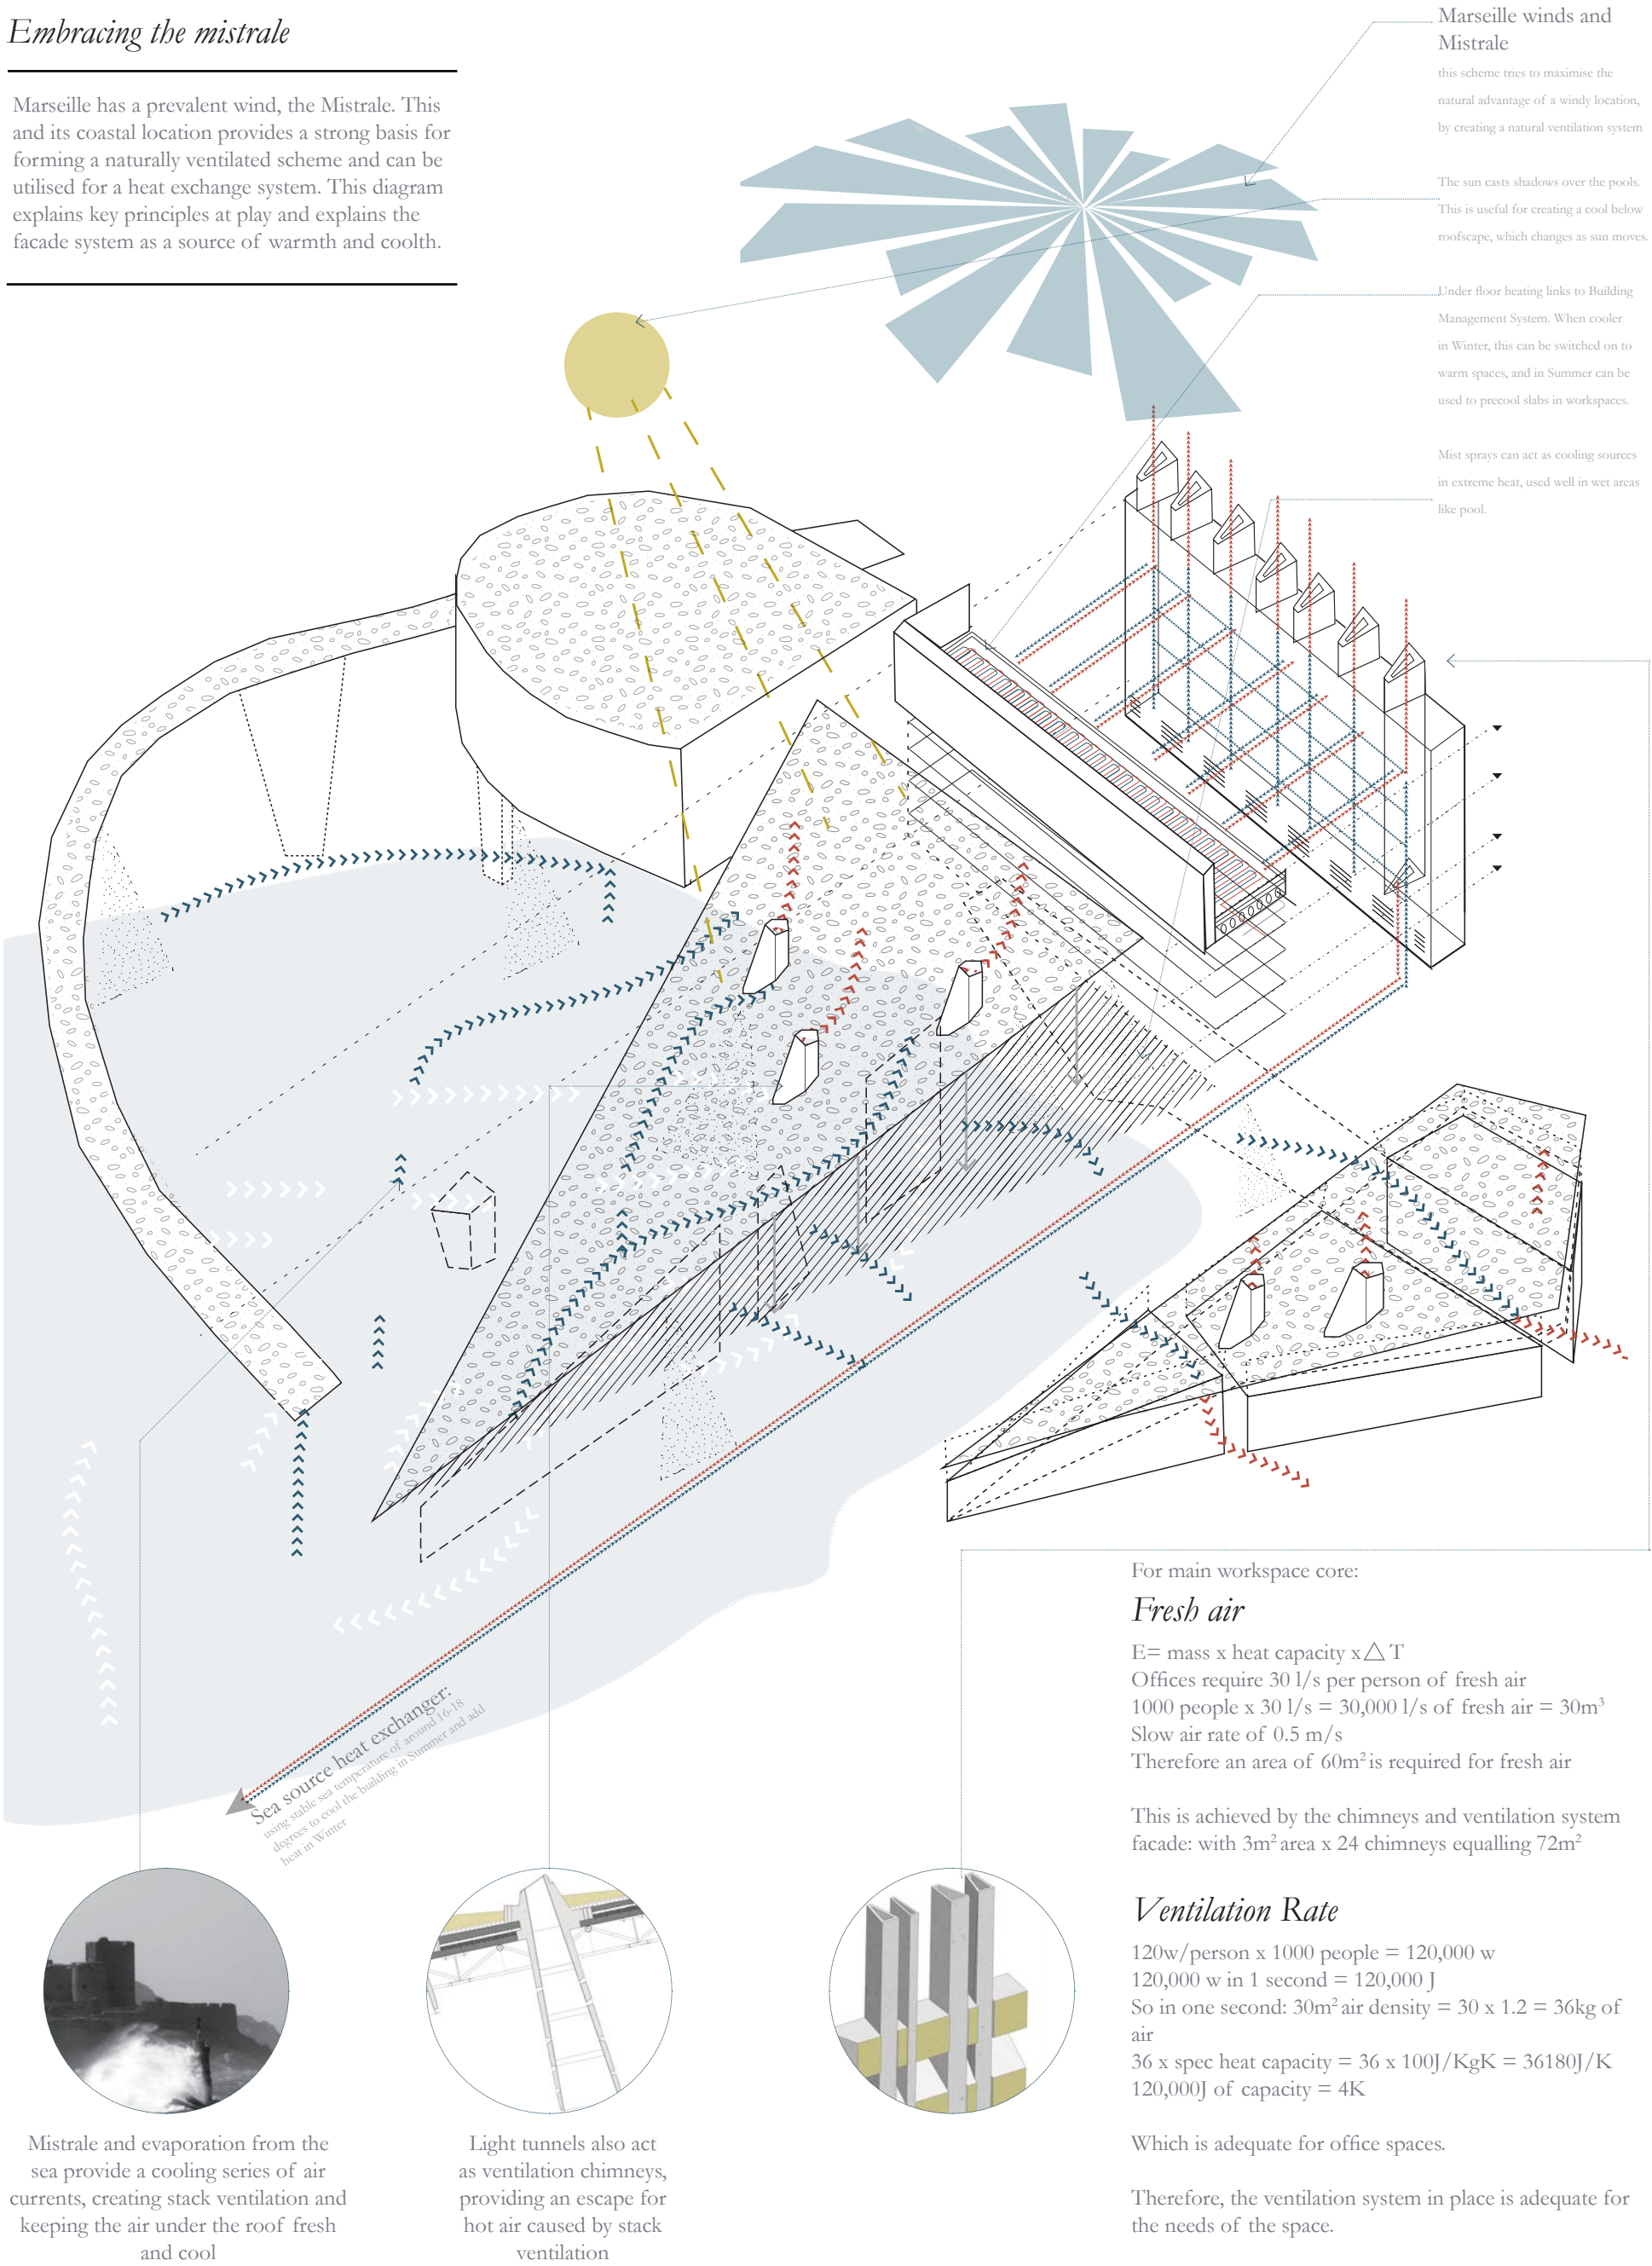 Embracing the mistrale
Marseille has a prevalent wind, the Mistrale. This
and its coastal location provides a strong basis for
forming a naturally ventilated scheme and can be
utilised for a heat exchange system. This diagram
explains key principles at play and explains the
facade system as a source of warmth and coolth.
Marseille winds and
Mistrale
this scheme tries to maximise the
natural advantage of a windy location,
by creating a natural ventilation system
The sun casts shadows over the pools.
This is useful for creating a cool below
roofscape, which changes as sun moves.
Under floor heating links to Building
Management System. When cooler
in Winter, this can be switched on to
warm spaces, and in Summer can be
used to precool slabs in workspaces.
Mist sprays can act as cooling sources
in extreme heat, used well in wet areas
like pool.
Sea source heat exchanger:
using stable sea temperature of around 16-18
degrees to cool the building in Summer and add
heat in Winter
For main workspace core:
Fresh air
E= mass x heat capacity x△ T
Offices require 30 l/s per person of fresh air
1000 people x 30 l/s = 30,000 l/s of fresh air = 30m³
Slow air rate of 0.5 m/s
Therefore an area of 60m² is required for fresh air
This is achieved by the chimneys and ventilation system
facade: with 3m² area x 24 chimneys equalling 72m²
Ventilation Rate
120w/person x 1000 people = 120,000 w
120,000 w in 1 second = 120,000 J
So in one second: 30m² air density = 30 x 1.2 = 36kg of
air
36 x spec heat capacity = 36 x 100J/KgK = 36180J/K
120,000J of capacity = 4K
Which is adequate for office spaces.
Therefore, the ventilation system in place is adequate for
the needs of the space.
Mistrale and evaporation from the
sea provide a cooling series of air
currents, creating stack ventilation and
keeping the air under the roof fresh
and cool
Light tunnels also act
as ventilation chimneys,
providing an escape for
hot air caused by stack
ventilation